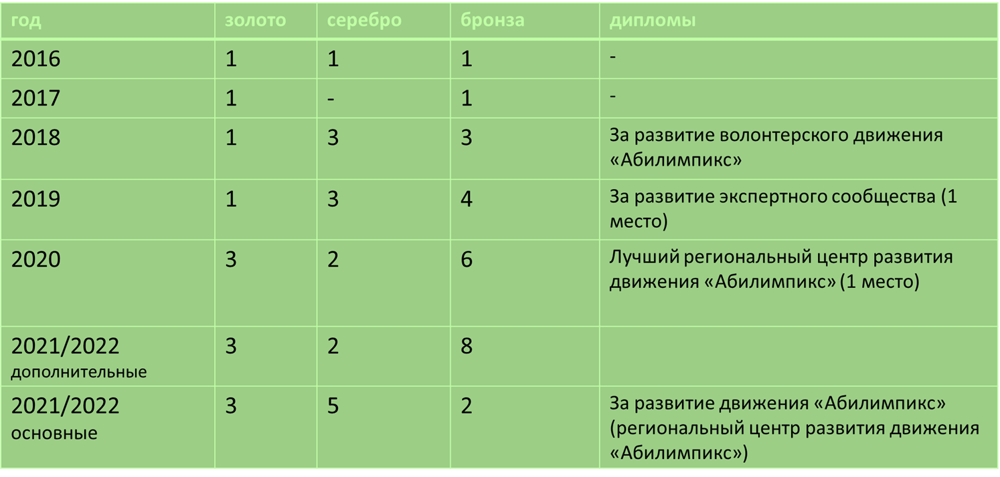 год золото серебро бронза дипломы
2016 1 1 1 -
2017 1 - 1 -
2018 1 3 3 За развитие волонтерского движения
«Абилимпикс»
2019 1 3 4 За развитие экспертного сообщества (1
место)
2020 3 2 6 Лучший региональный центр развития
движения «Абилимпикс» (1 место)
2021/2022 3 2 8
дополнительные
2021/2022 3 5 2 За развитие движения «Абилимпикс»
основные (региональный центр развития движения
«Абилимпикс»)